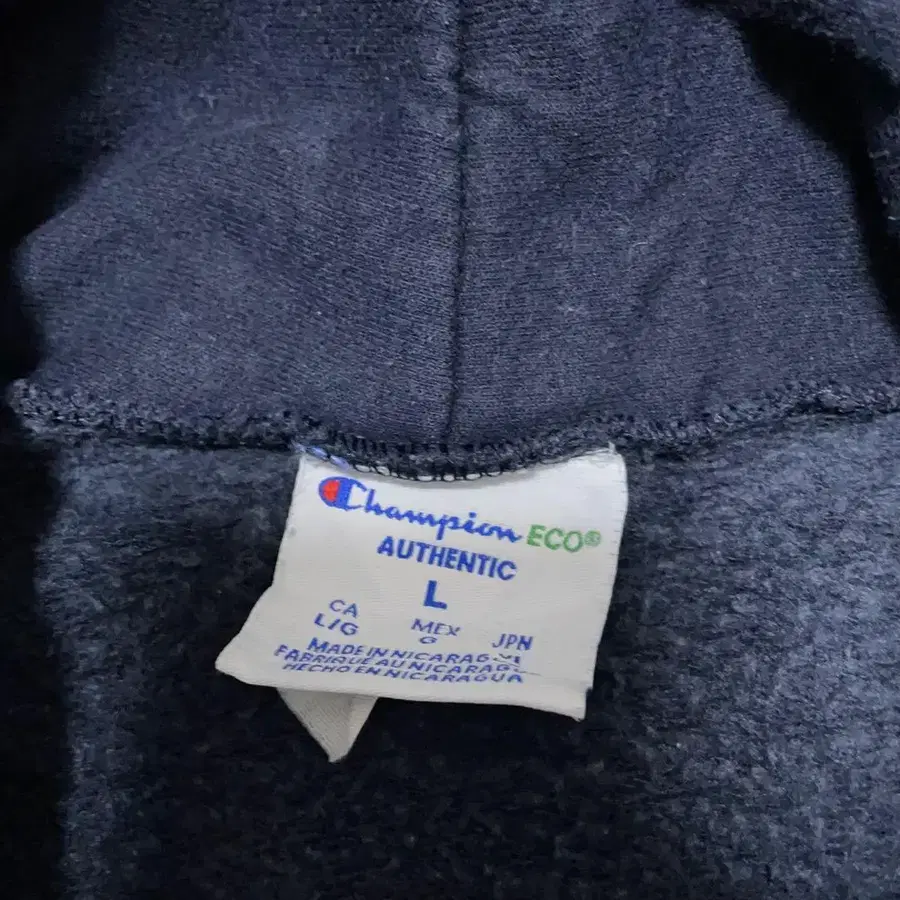 Champion ECO®
AUTHENTIC
L
CA MEX JPN
L/G G
MADE IN NICARAGUA
FABRIQUE AU NICARAGUA
HECHO EN NICARAGUA